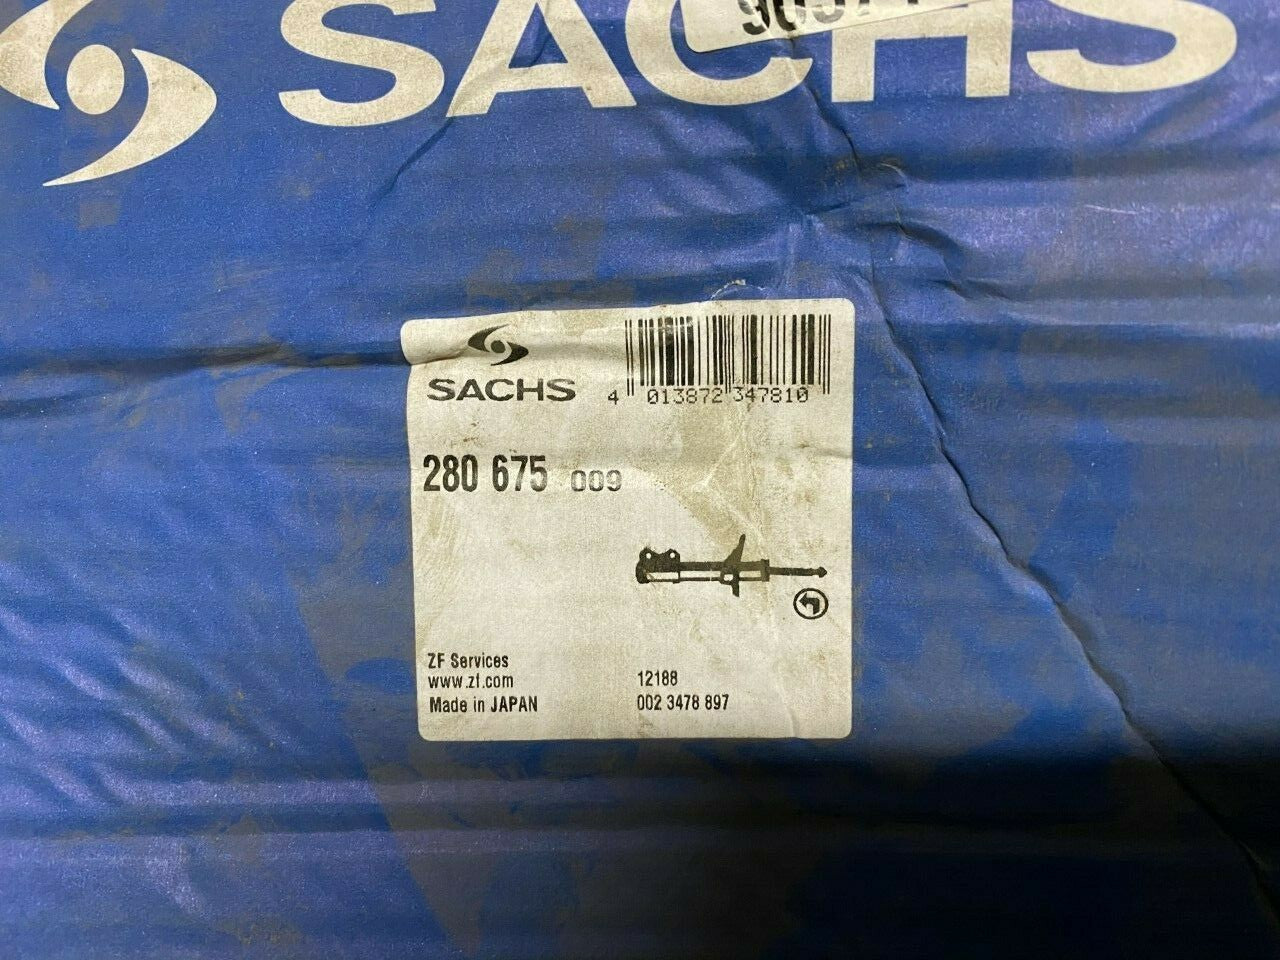 SACHS
SACHS
4 013872 347810
280 675 009
ZF Services
www.zf.com
Made in JAPAN
12188
002 3478 897